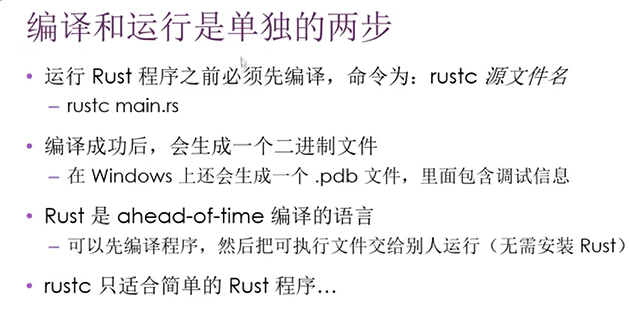 编译和运行是单独的两步
• 运行 Rust 程序之前必须先编译，命令为：rustc 源文件名
– rustc main.rs
• 编译成功后，会生成一个二进制文件
– 在 Windows 上还会生成一个 .pdb 文件，里面包含调试信息
• Rust 是 ahead-of-time 编译的语言
– 可以先编译程序，然后把可执行文件交给别人运行（无需安装 Rust）
• rustc 只适合简单的 Rust 程序…